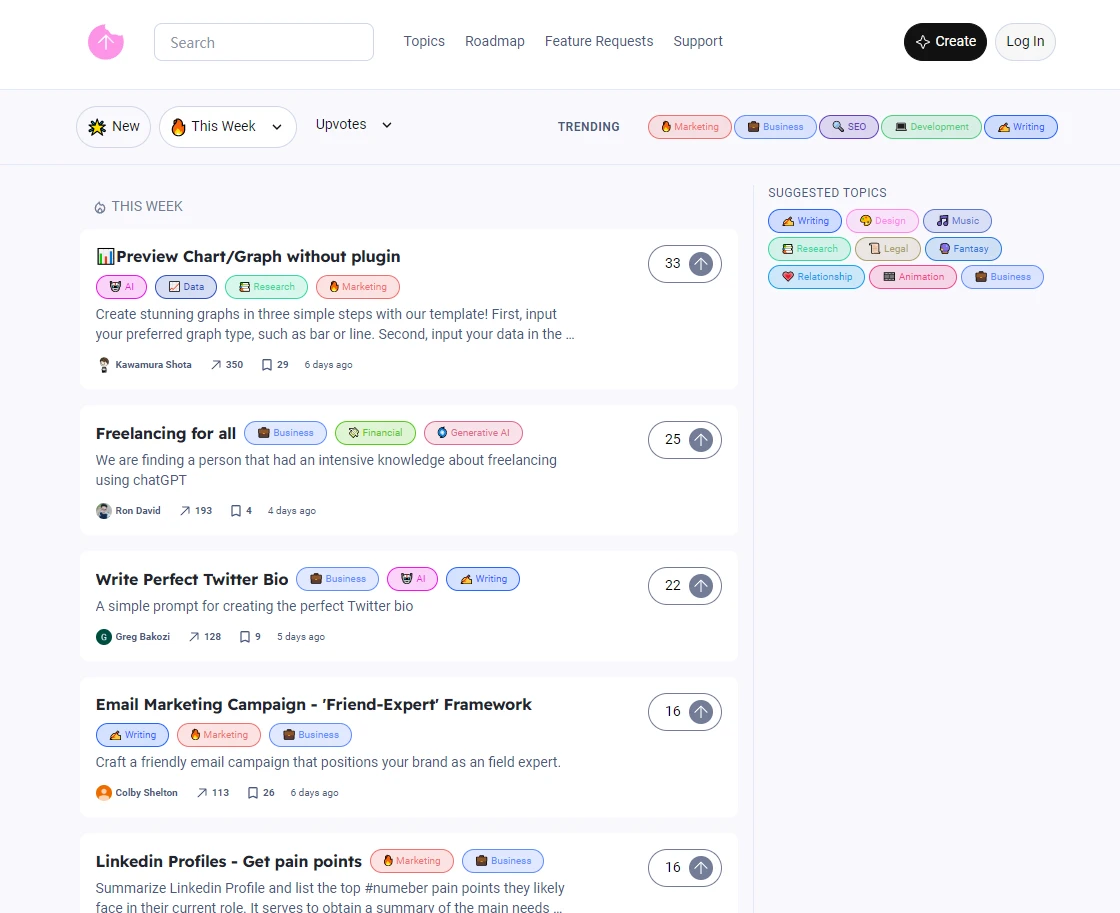 Search
Topics Roadmap Feature Requests Support
Create Log In
New This Week Upvotes
TRENDING Marketing Business SEO Development Writing
THIS WEEK
Preview Chart/Graph without plugin
33
AI Data Research Marketing
Create stunning graphs in three simple steps with our template! First, input
your preferred graph type, such as bar or line. Second, input your data in the ...
Kawamura Shota 350 29 6 days ago
Freelancing for all Business Financial Generative AI
25
We are finding a person that had an intensive knowledge about freelancing
using chatGPT
Ron David 193 4 4 days ago
Write Perfect Twitter Bio Business AI Writing
22
A simple prompt for creating the perfect Twitter bio
G Greg Bakozi 128 9 5 days ago
Email Marketing Campaign - 'Friend-Expert' Framework
16
Writing Marketing Business
Craft a friendly email campaign that positions your brand as an field expert.
Colby Shelton 113 26 6 days ago
Linkedin Profiles - Get pain points Marketing Business
16
Summarize Linkedin Profile and list the top #numeber pain points they likely
face in their current role. It serves to obtain a summary of the main needs ...
SUGGESTED TOPICS
Writing Design Music
Research Legal Fantasy
Relationship Animation Business